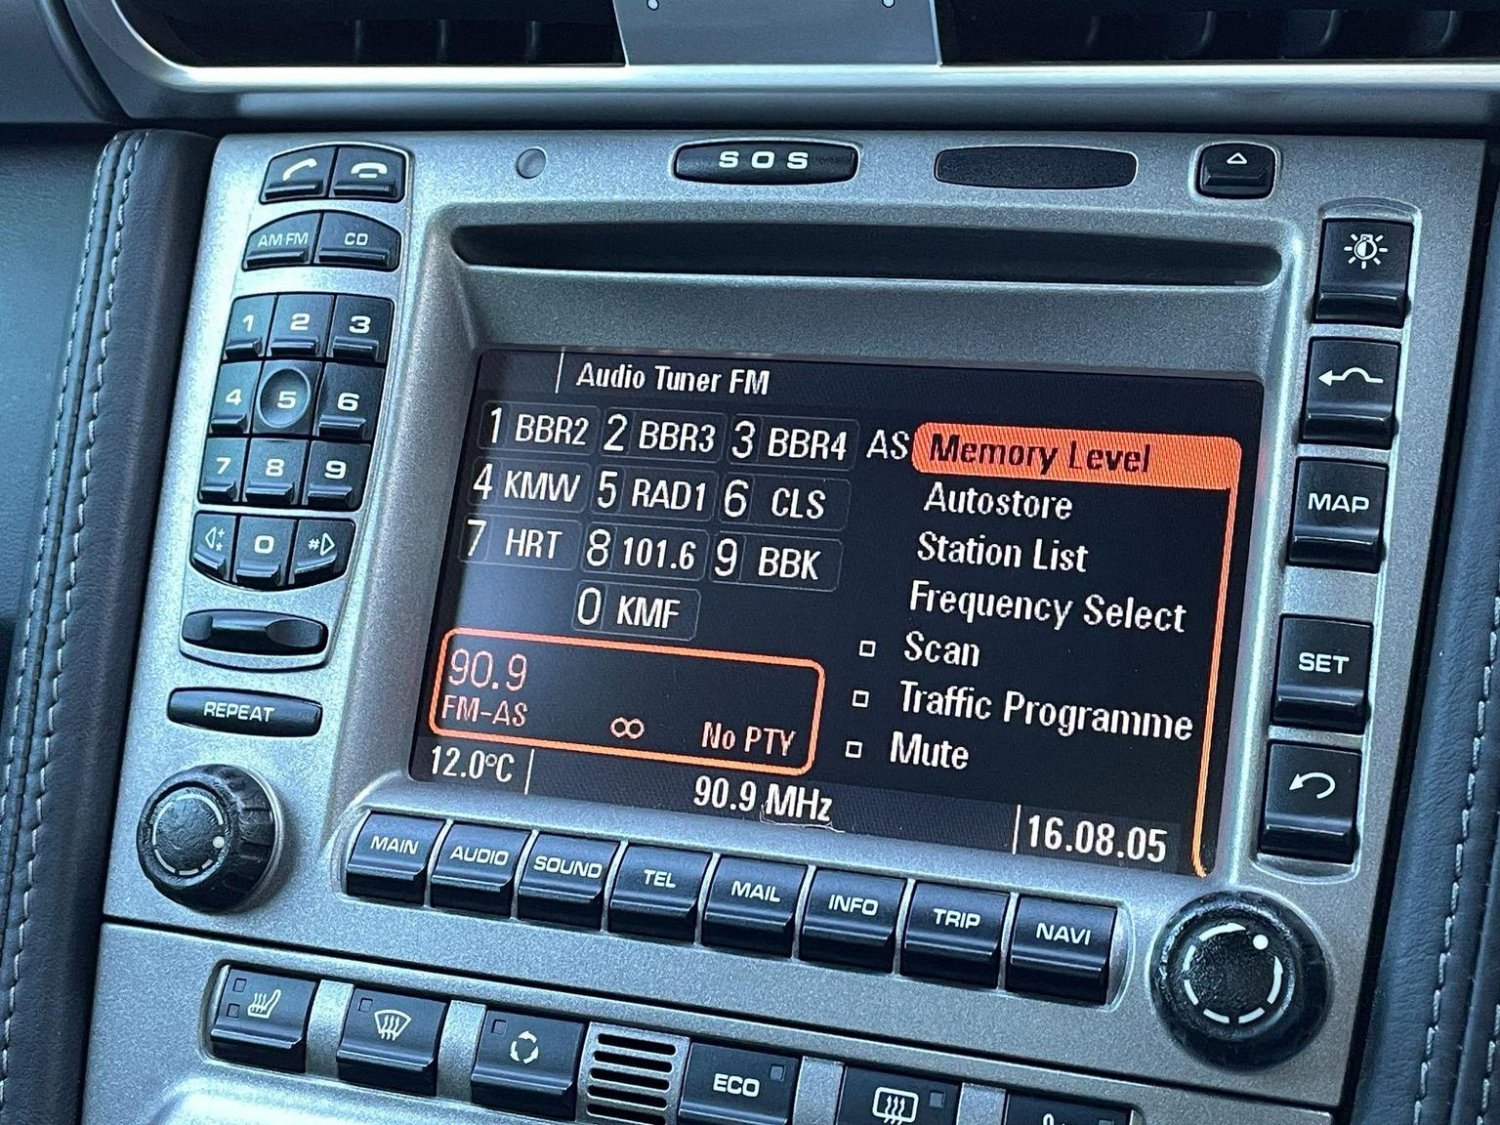 SOS
AM·FM CD
1 2 3
4 5 6
7 8 9
* 0 #
REPEAT
MAP
SET
Audio Tuner FM
1 BBR2 2 BBR3 3 BBR4 AS
4 KMW 5 RAD1 6 CLS
7 HRT 8 101.6 9 BBK
0 KMF
Memory Level
Autostore
Station List
Frequency Select
Scan
Traffic Programme
Mute
90.9
FM-AS ∞ No PTY
12.0°C 90.9 MHz 16.08.05
MAIN AUDIO SOUND TEL MAIL INFO TRIP NAVI
ECO